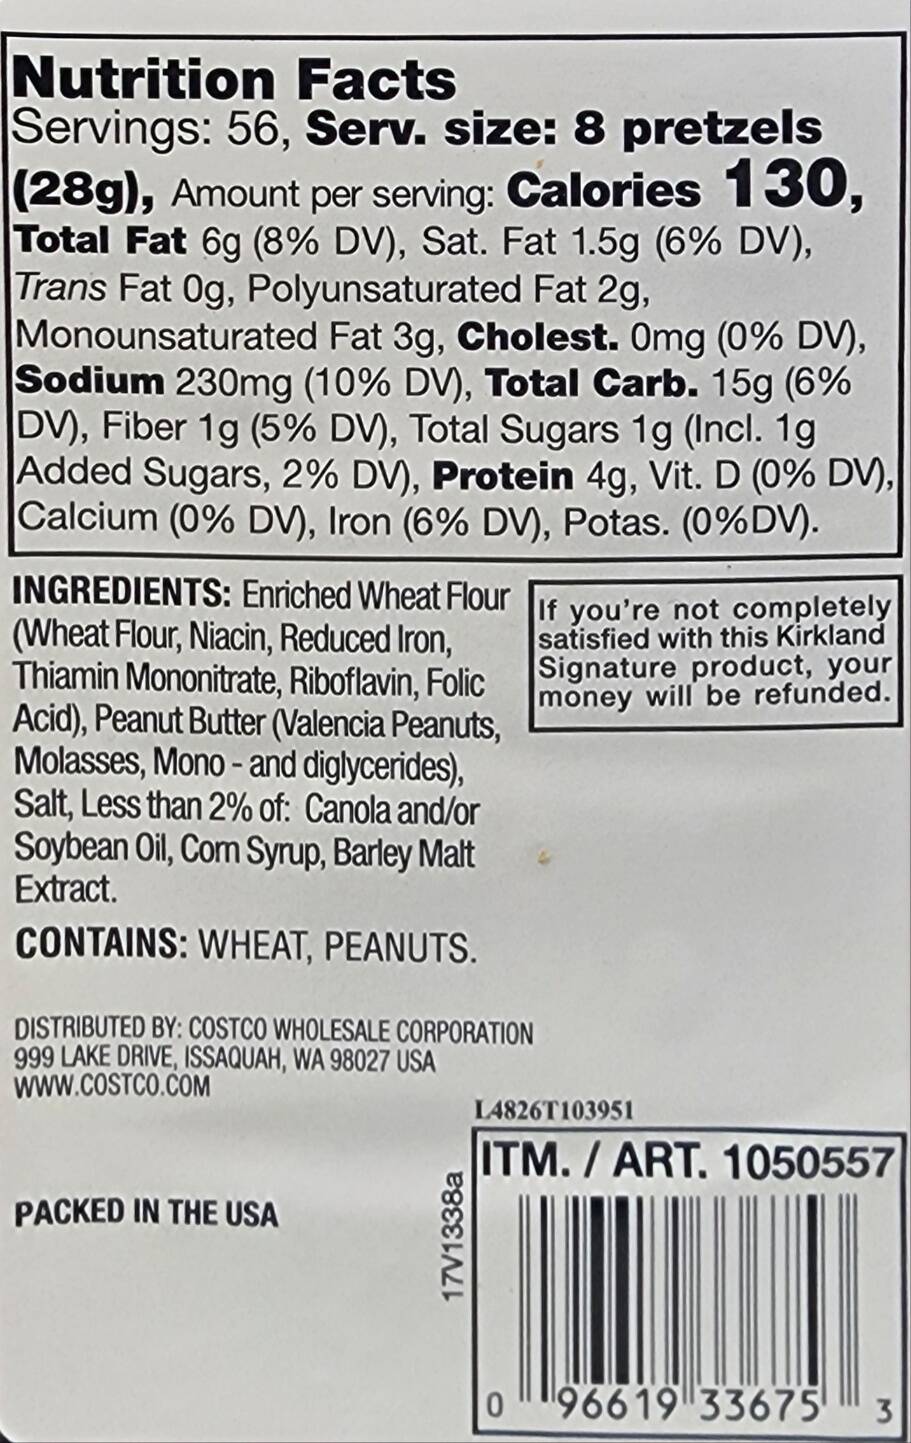 Nutrition Facts
Servings: 56, Serv. size: 8 pretzels
(28g), Amount per serving: Calories 130,
Total Fat 6g (8% DV), Sat. Fat 1.5g (6% DV),
Trans Fat 0g, Polyunsaturated Fat 2g,
Monounsaturated Fat 3g, Cholest. 0mg (0% DV),
Sodium 230mg (10% DV), Total Carb. 15g (6%
DV), Fiber 1g (5% DV), Total Sugars 1g (Incl. 1g
Added Sugars, 2% DV), Protein 4g, Vit. D (0% DV),
Calcium (0% DV), Iron (6% DV), Potas. (0%DV).
INGREDIENTS: Enriched Wheat Flour
(Wheat Flour, Niacin, Reduced Iron,
Thiamin Mononitrate, Riboflavin, Folic
Acid), Peanut Butter (Valencia Peanuts,
Molasses, Mono - and diglycerides),
Salt, Less than 2% of: Canola and/or
Soybean Oil, Corn Syrup, Barley Malt
Extract.
CONTAINS: WHEAT, PEANUTS.
If you're not completely
satisfied with this Kirkland
Signature product, your
money will be refunded.
DISTRIBUTED BY: COSTCO WHOLESALE CORPORATION
999 LAKE DRIVE, ISSAQUAH, WA 98027 USA
WWW.COSTCO.COM
PACKED IN THE USA
L4826T103951
17V1338a
ITM. / ART. 1050557
0 96619 33675 3